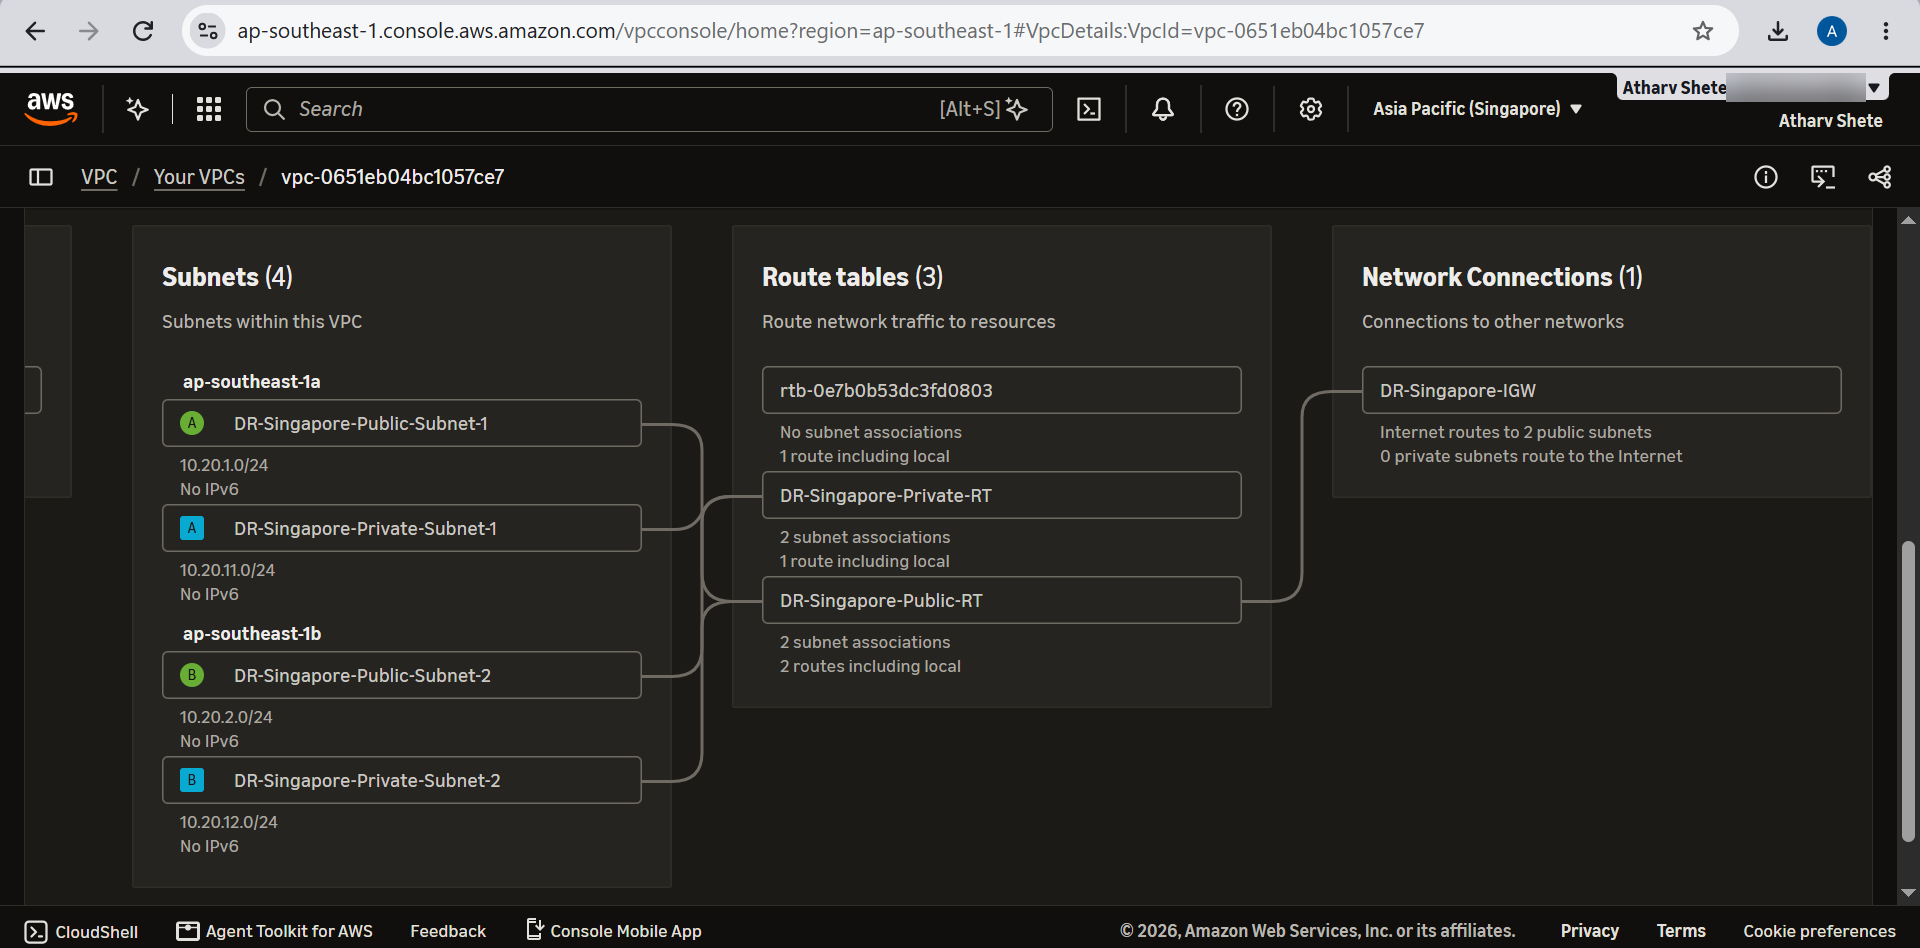 ap-southeast-1.console.aws.amazon.com/vpcconsole/home?region=ap-southeast-1#VpcDetails:VpcId=vpc-0651eb04bc1057ce7
A
aws
Search
[Alt+S]
Asia Pacific (Singapore)
Atharv Shete
Atharv Shete
VPC / Your VPCs / vpc-0651eb04bc1057ce7
Subnets (4)
Subnets within this VPC
ap-southeast-1a
A DR-Singapore-Public-Subnet-1
10.20.1.0/24
No IPv6
A DR-Singapore-Private-Subnet-1
10.20.11.0/24
No IPv6
ap-southeast-1b
B DR-Singapore-Public-Subnet-2
10.20.2.0/24
No IPv6
B DR-Singapore-Private-Subnet-2
10.20.12.0/24
No IPv6
Route tables (3)
Route network traffic to resources
rtb-0e7b0b53dc3fd0803
No subnet associations
1 route including local
DR-Singapore-Private-RT
2 subnet associations
1 route including local
DR-Singapore-Public-RT
2 subnet associations
2 routes including local
Network Connections (1)
Connections to other networks
DR-Singapore-IGW
Internet routes to 2 public subnets
0 private subnets route to the Internet
CloudShell
Agent Toolkit for AWS
Feedback
Console Mobile App
© 2026, Amazon Web Services, Inc. or its affiliates.
Privacy
Terms
Cookie preferences